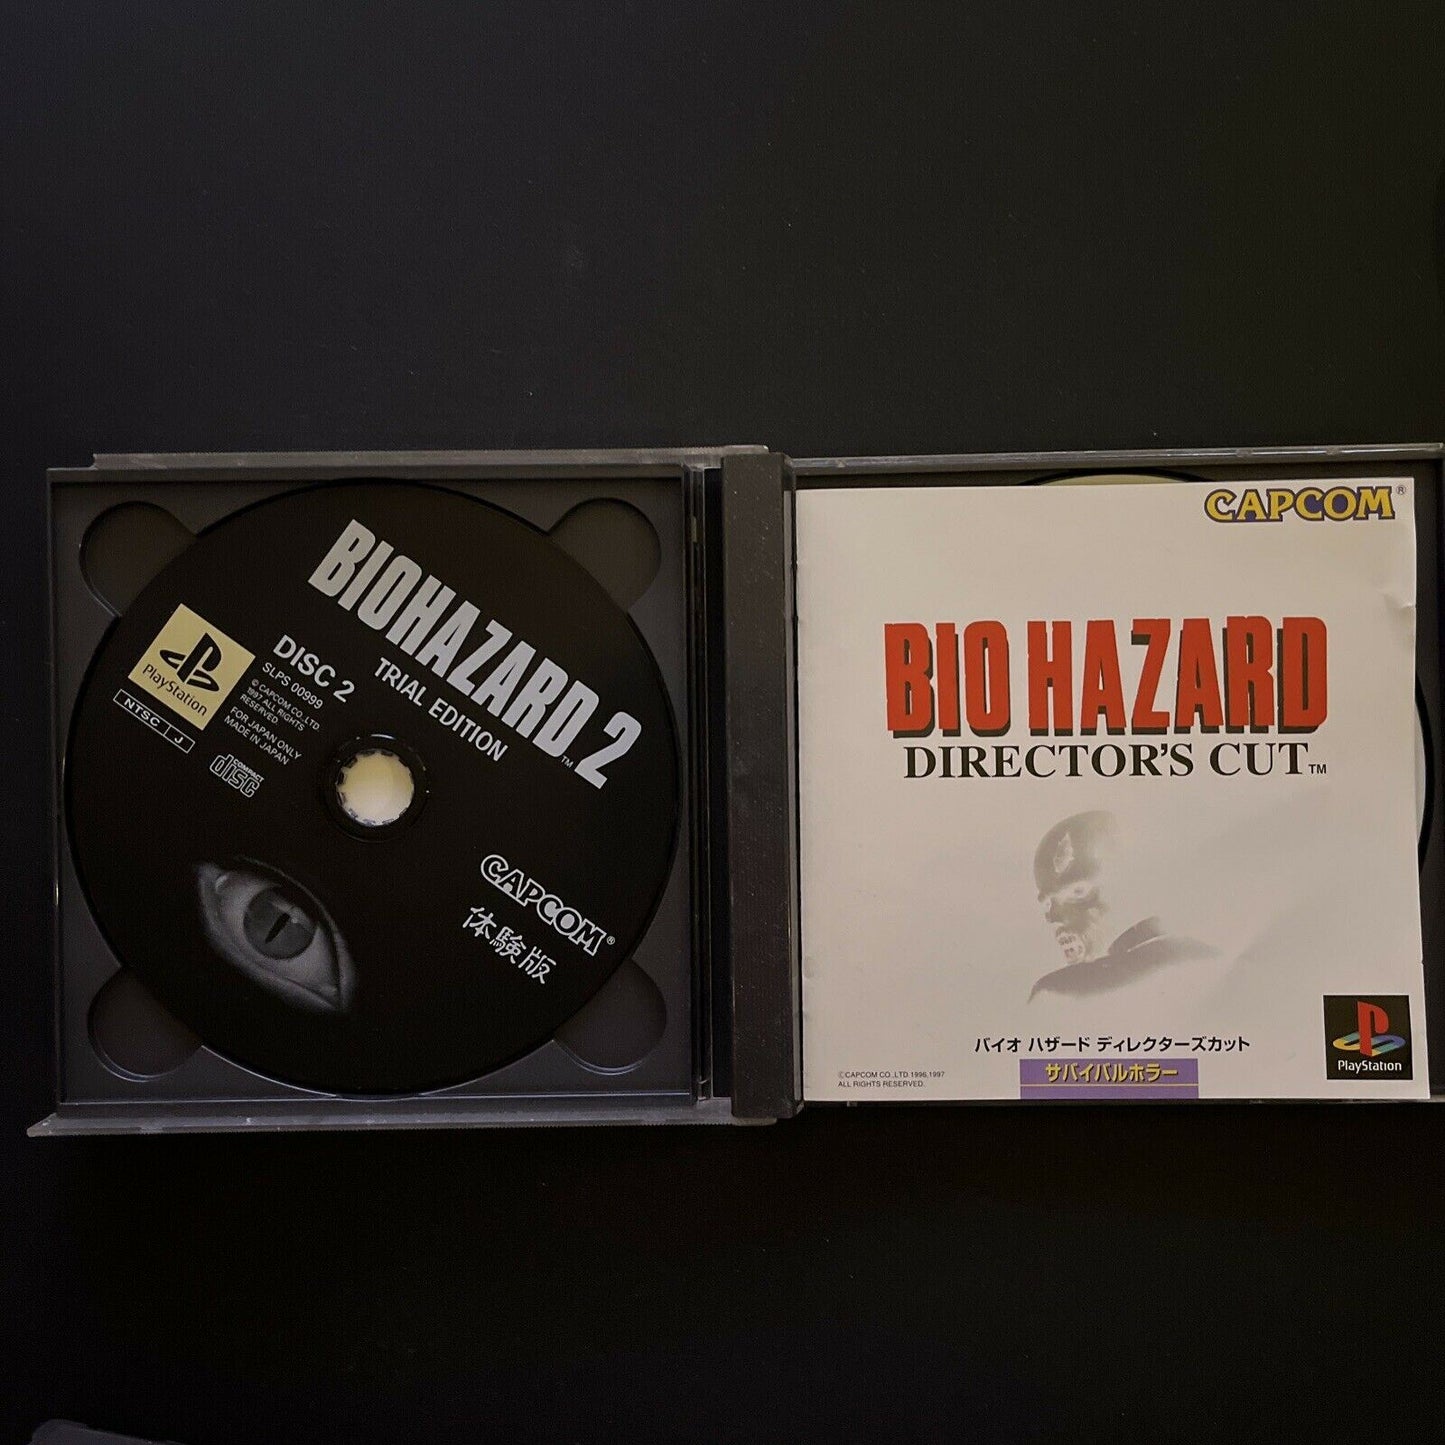 BIOHAZARD 2™
TRIAL EDITION
DISC 2
SLPS 00999
© CAPCOM CO., LTD.
1997 ALL RIGHTS
RESERVED.
FOR JAPAN ONLY
MADE IN JAPAN
PlayStation
NTSC J
COMPACT
disc
CAPCOM®
体験版
CAPCOM®
BIO HAZARD
DIRECTOR'S CUT™
バイオ ハザード ディレクターズカット
サバイバルホラー
©CAPCOM CO.,LTD.1996,1997
ALL RIGHTS RESERVED.
PlayStation